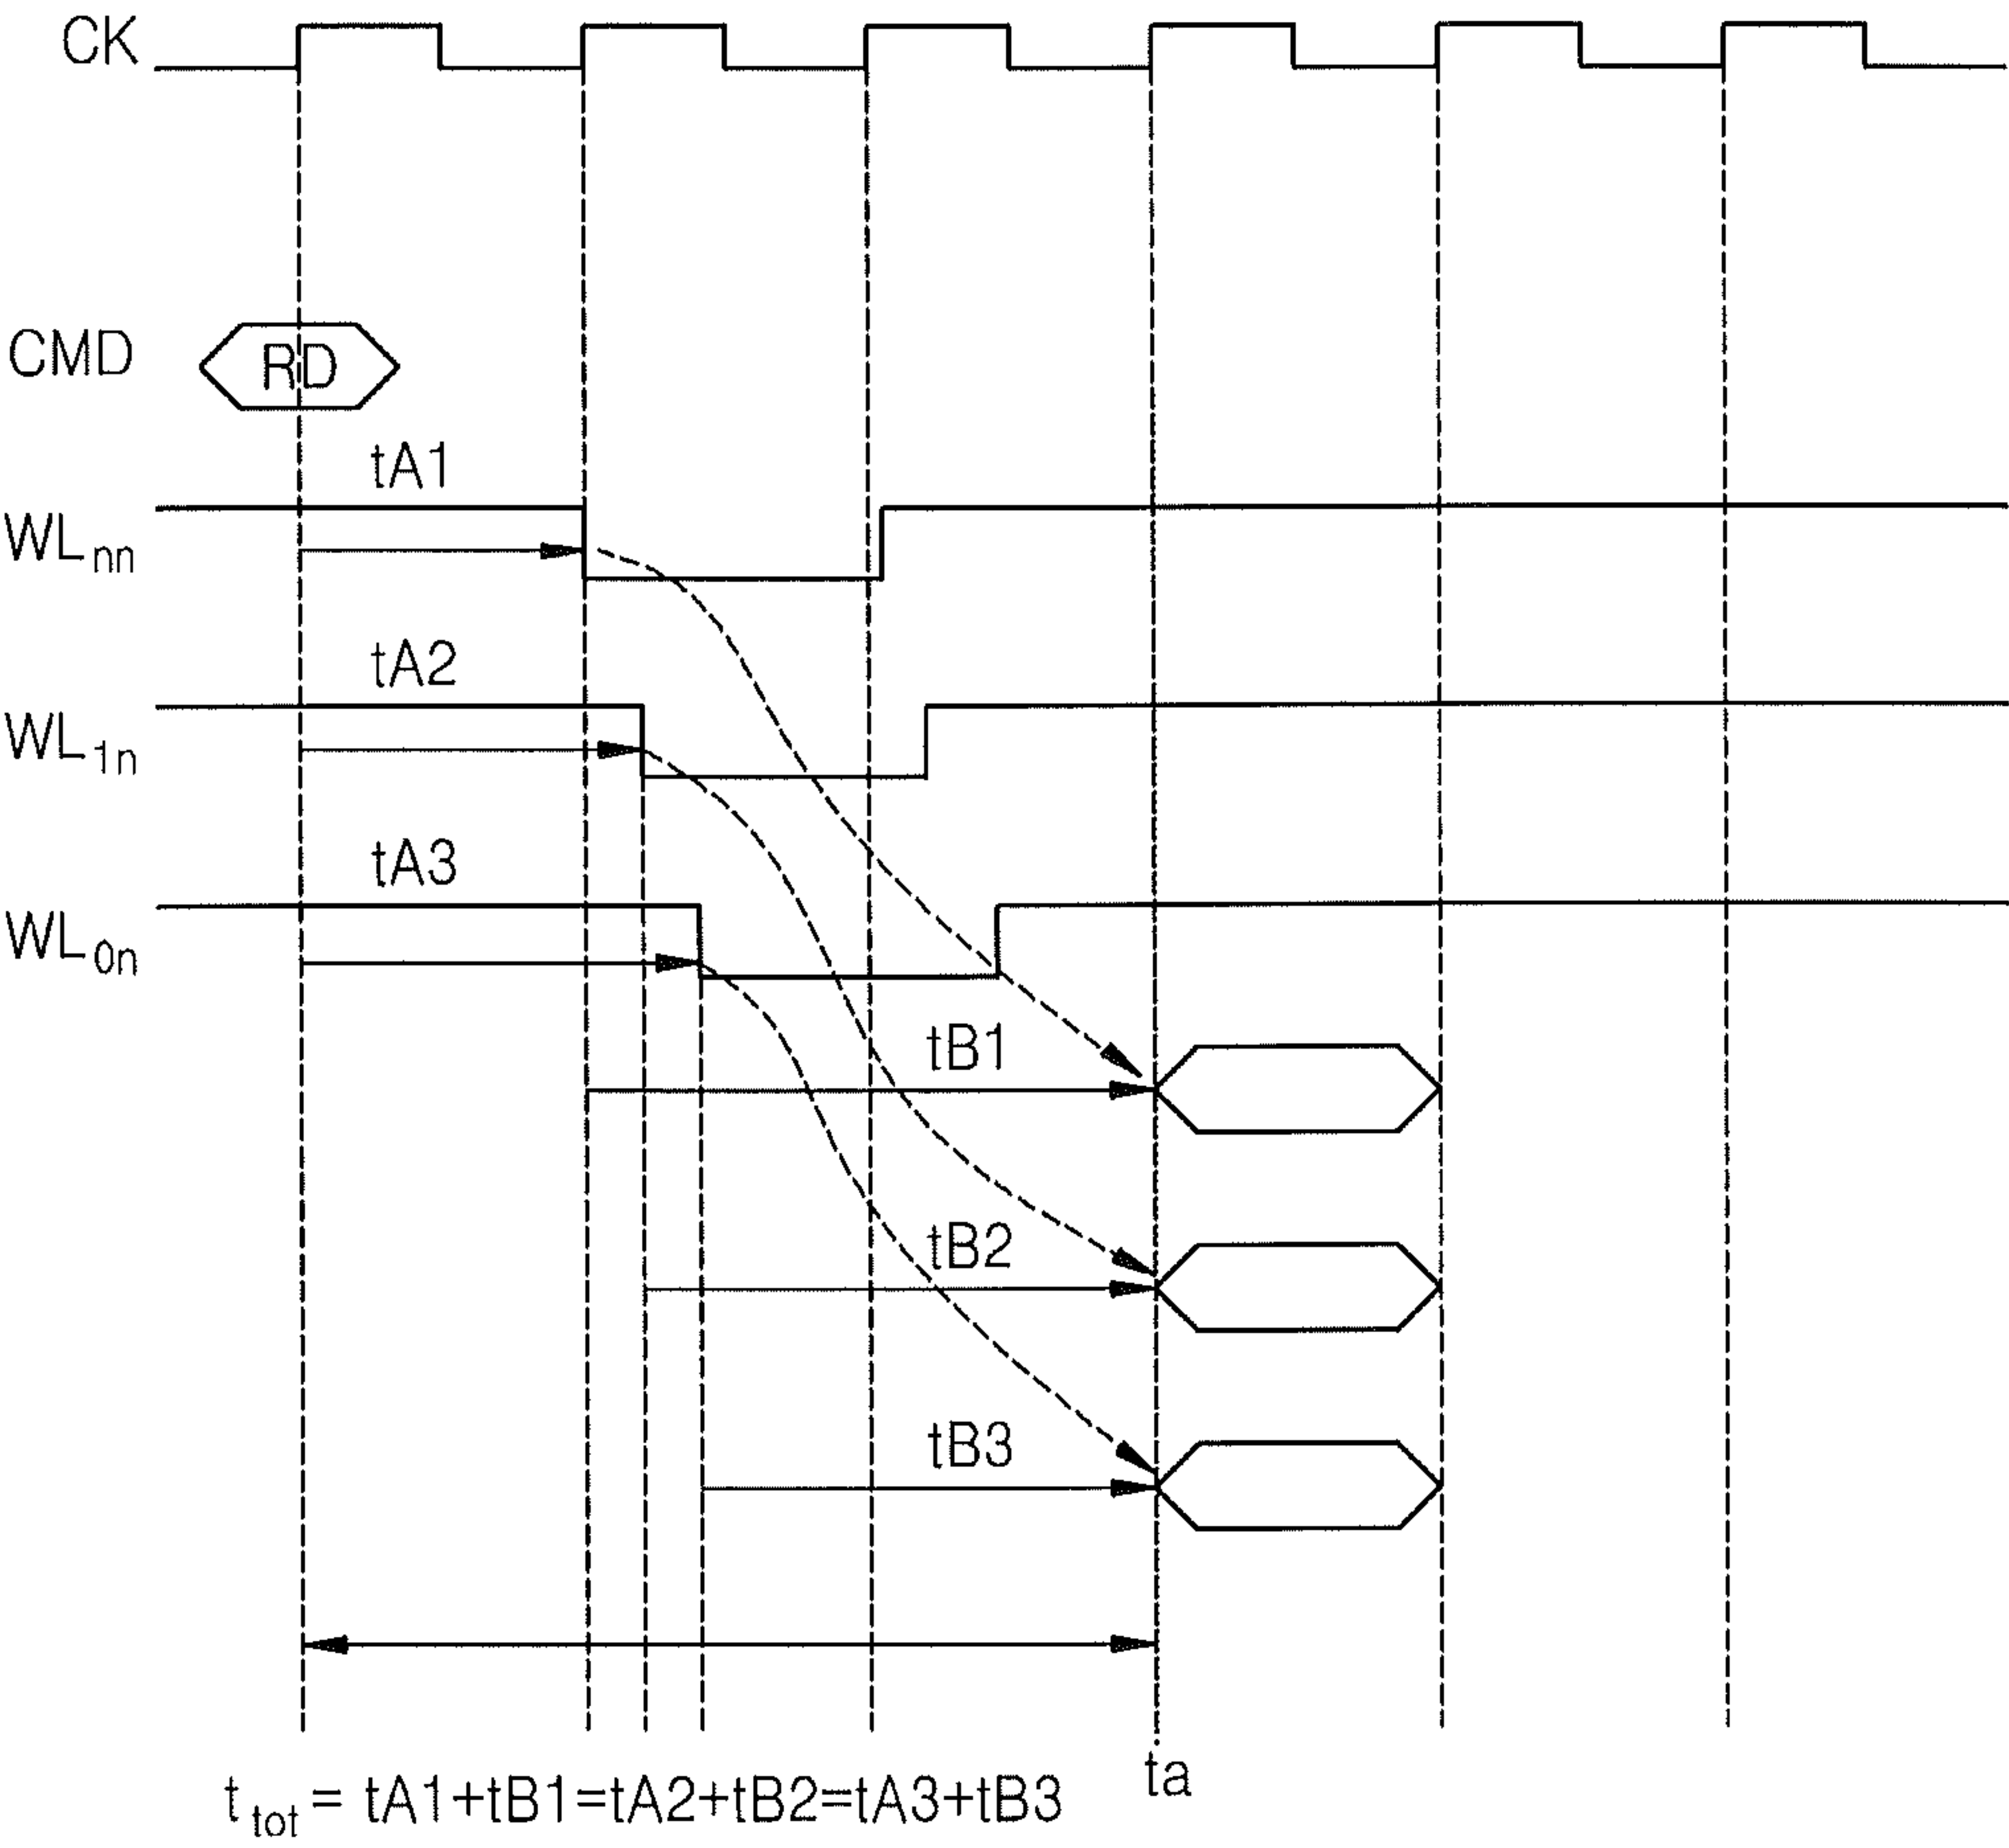 CK
CMD
RD
tA1
WLnn
tA2
WL1n
tA3
WL0n
tB1
tB2
tB3
ta
ttot = tA1+tB1=tA2+tB2=tA3+tB3